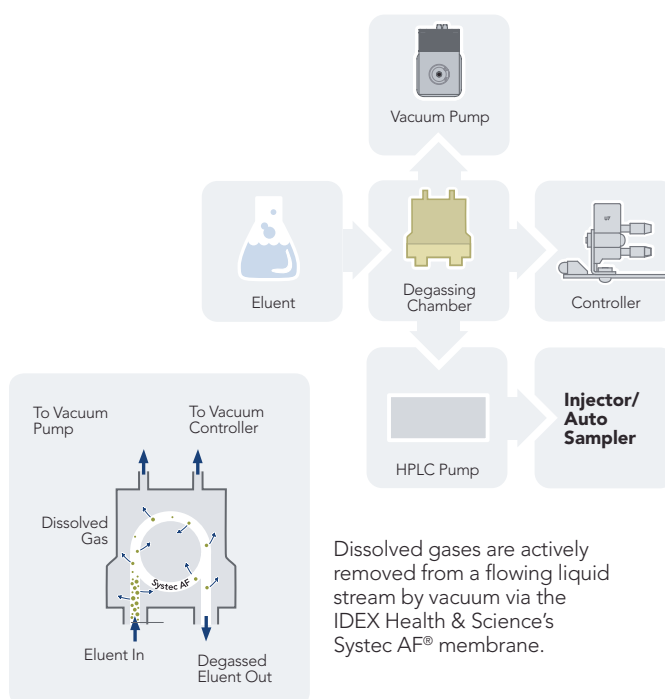 Vacuum Pump
Eluent
Degassing
Chamber
Controller
HPLC Pump
Injector/
Auto
Sampler
To Vacuum
Pump
To Vacuum
Controller
Dissolved
Gas
Systec AF
Eluent In
Degassed
Eluent Out
Dissolved gases are actively
removed from a flowing liquid
stream by vacuum via the
IDEX Health & Science's
Systec AF® membrane.